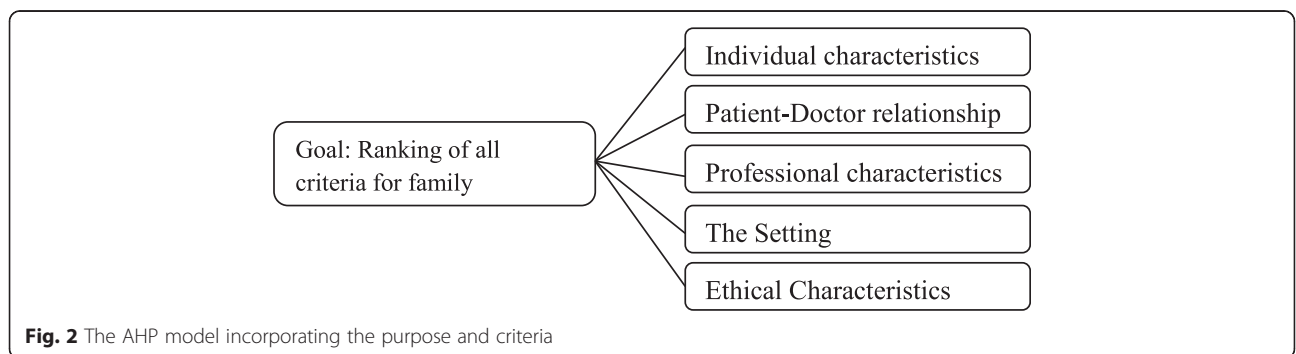 Goal: Ranking of all
criteria for family
Individual characteristics
Patient-Doctor relationship
Professional characteristics
The Setting
Ethical Characteristics
Fig. 2 The AHP model incorporating the purpose and criteria